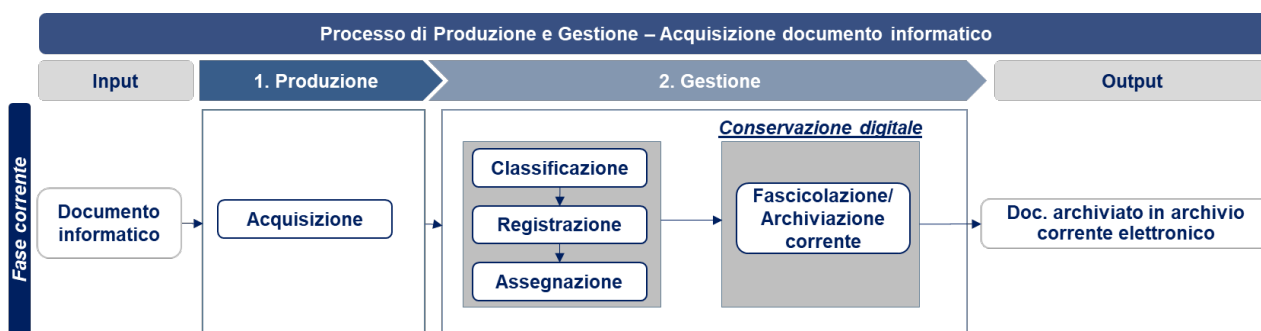 Processo di Produzione e Gestione – Acquisizione documento informatico
Input
1. Produzione
2. Gestione
Output
Fase corrente
Documento
informatico
Acquisizione
Classificazione
Registrazione
Assegnazione
Conservazione digitale
Fascicolazione/
Archiviazione
corrente
Doc. archiviato in archivio
corrente elettronico